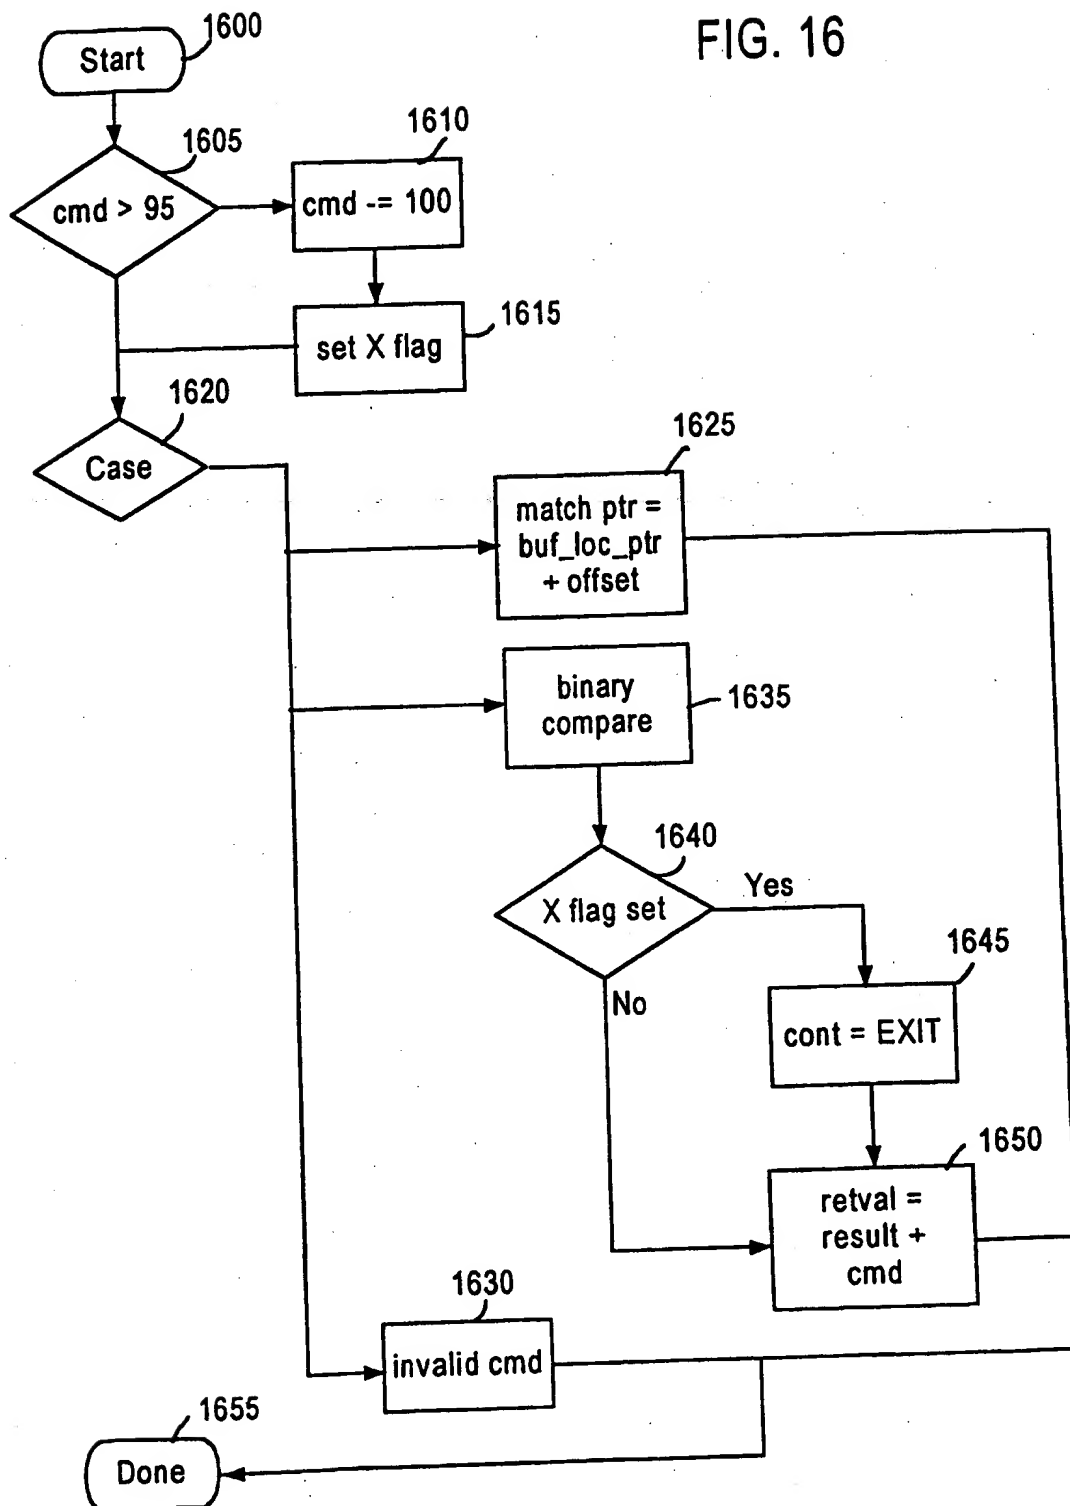 FIG. 16
1600
Start
1605
cmd > 95
1610
cmd -= 100
1615
set X flag
1620
Case
1625
match ptr =
buf_loc_ptr
+ offset
binary
compare
1635
1640
X flag set
Yes
No
1645
cont = EXIT
1650
retval =
result +
cmd
1630
invalid cmd
1655
Done